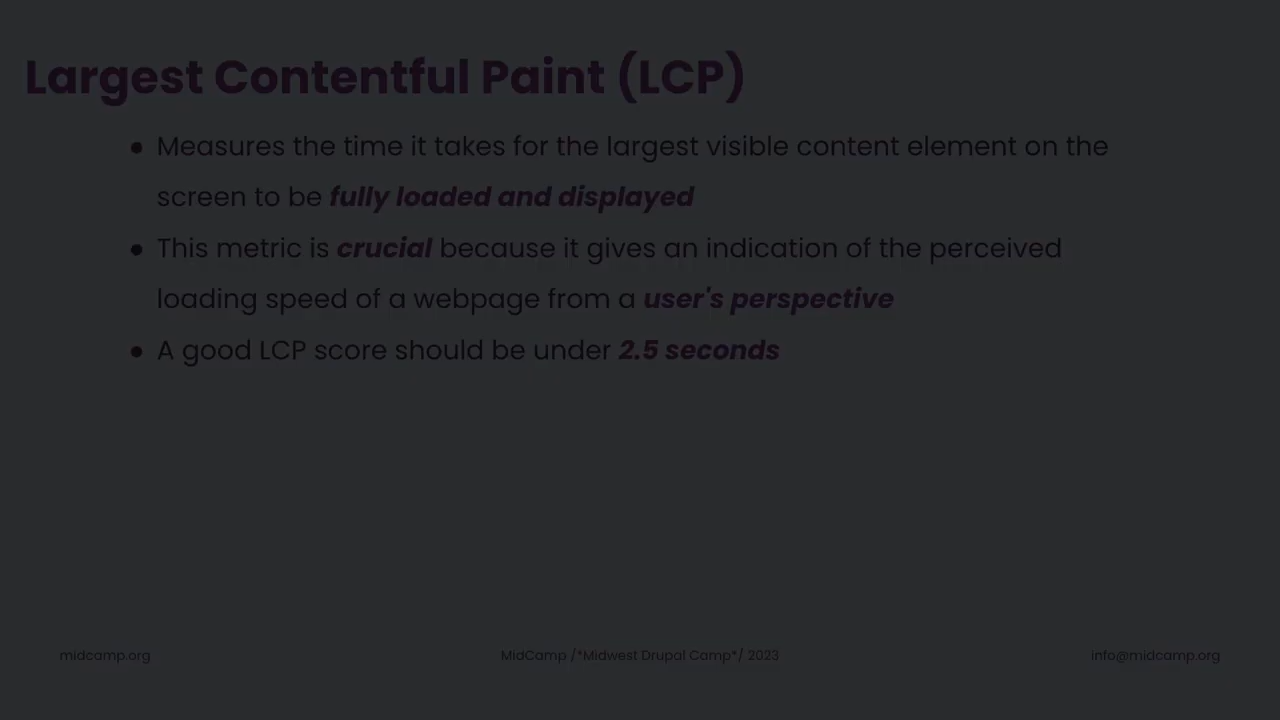 Largest Contentful Paint (LCP)
● Measures the time it takes for the largest visible content element on the
screen to be fully loaded and displayed
● This metric is crucial because it gives an indication of the perceived
loading speed of a webpage from a user's perspective
● A good LCP score should be under 2.5 seconds
midcamp.org
MidCamp /*Midwest Drupal Camp*/ 2023
info@midcamp.org